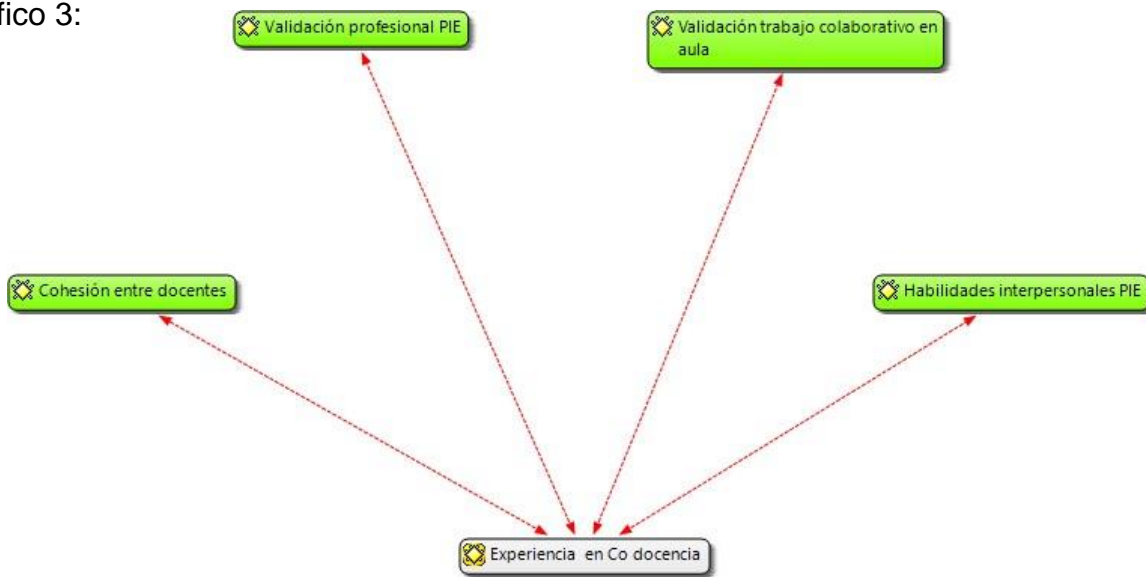 fico 3:
Validación profesional PIE
Validación trabajo colaborativo en
aula
Cohesión entre docentes
Habilidades interpersonales PIE
Experiencia en Co docencia